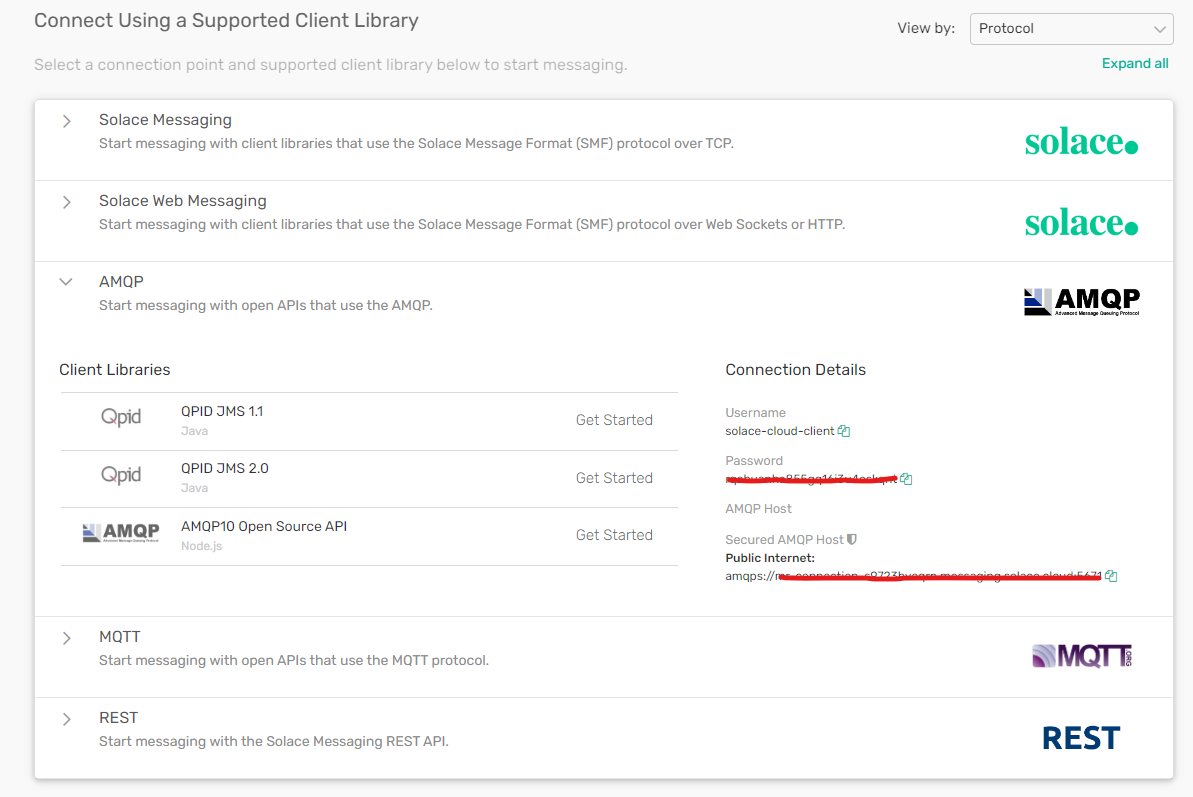 Connect Using a Supported Client Library
View by:
Protocol
Select a connection point and supported client library below to start messaging.
Expand all
Solace Messaging
Start messaging with client libraries that use the Solace Message Format (SMF) protocol over TCP.
solace.
Solace Web Messaging
Start messaging with client libraries that use the Solace Message Format (SMF) protocol over Web Sockets or HTTP.
solace.
AMQP
Start messaging with open APIs that use the AMQP.
AMQP
Advanced Message Queuing Protocol
Client Libraries
Qpid
QPID JMS 1.1
Java
Get Started
Qpid
QPID JMS 2.0
Java
Get Started
AMQP
AMQP10 Open Source API
Node.js
Get Started
Connection Details
Username
solace-cloud-client
Password
AMQP Host
Secured AMQP Host
Public Internet:
amqps://
MQTT
Start messaging with open APIs that use the MQTT protocol.
MQTT.ORG
REST
Start messaging with the Solace Messaging REST API.
REST